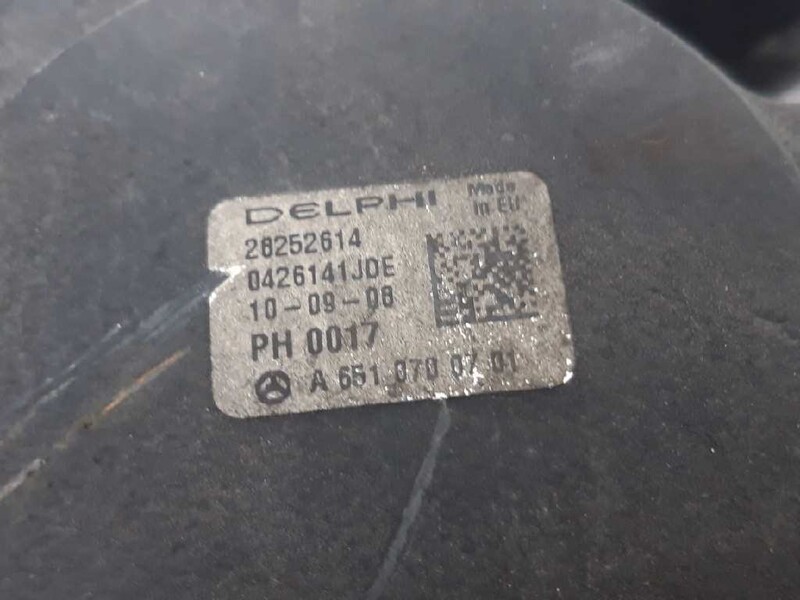 DELPHI Made in EU
28252614
0426141JDE
10-09-08
PH 0017
A 651 070 07 01